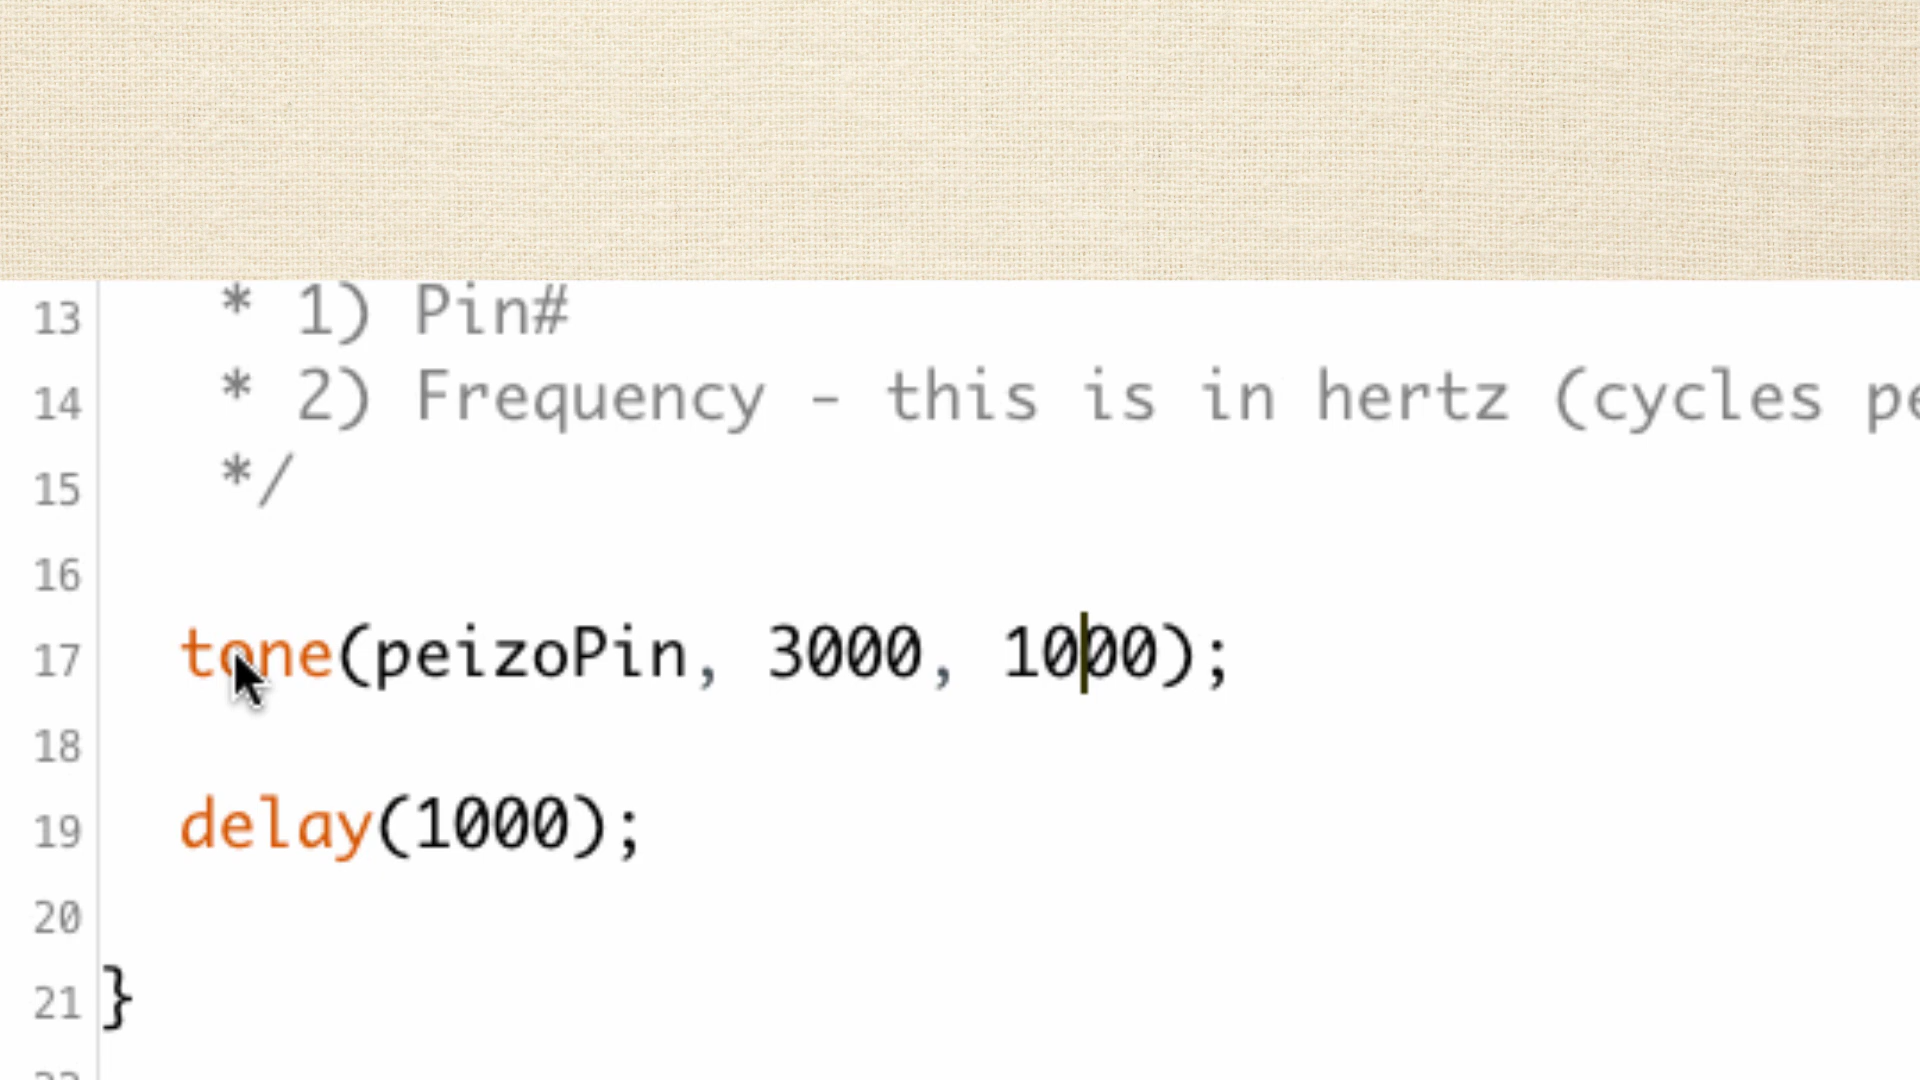 13 * 1) Pin#
14 * 2) Frequency - this is in hertz (cycles
15 */
16
17 tone(peizoPin, 3000, 1000);
18
19 delay(1000);
20
21 }